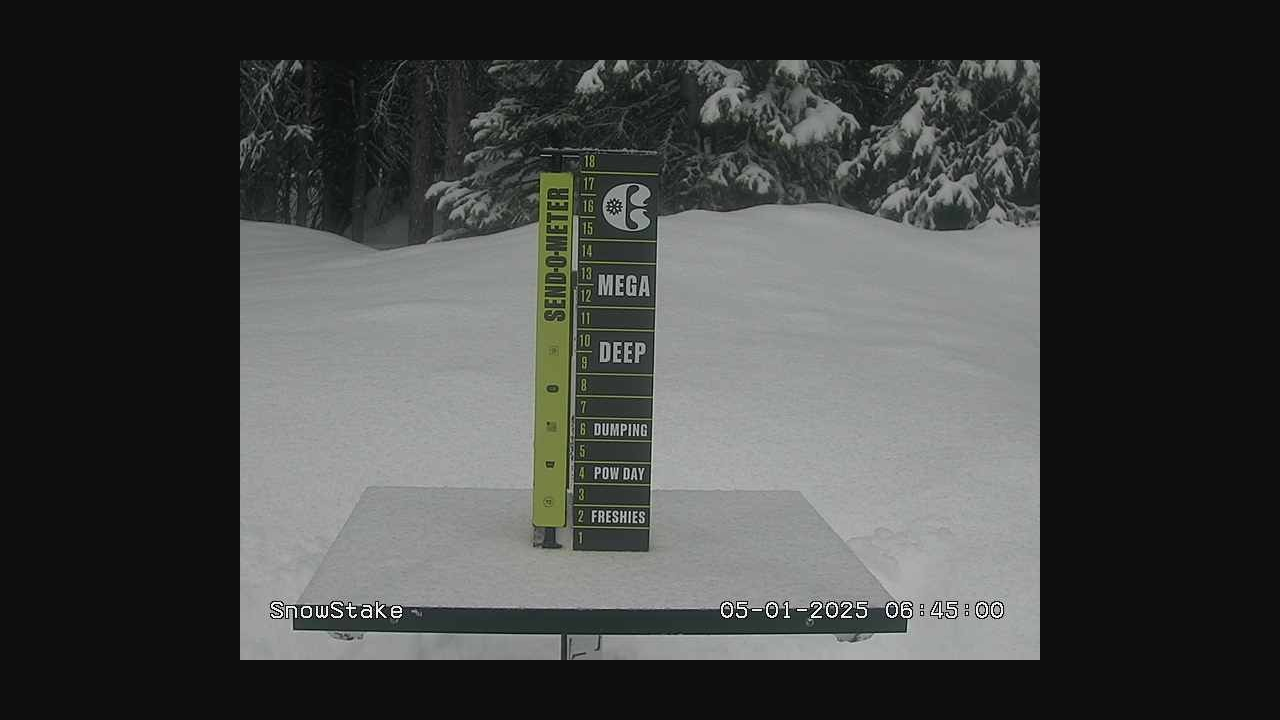 18
17
16
15
14
13
12
MEGA
11
10
9
DEEP
8
7
6 DUMPING
5
4 POW DAY
3
2 FRESHIES
1
SEND-O-METER
SnowStake
05-01-2025 06:45:00